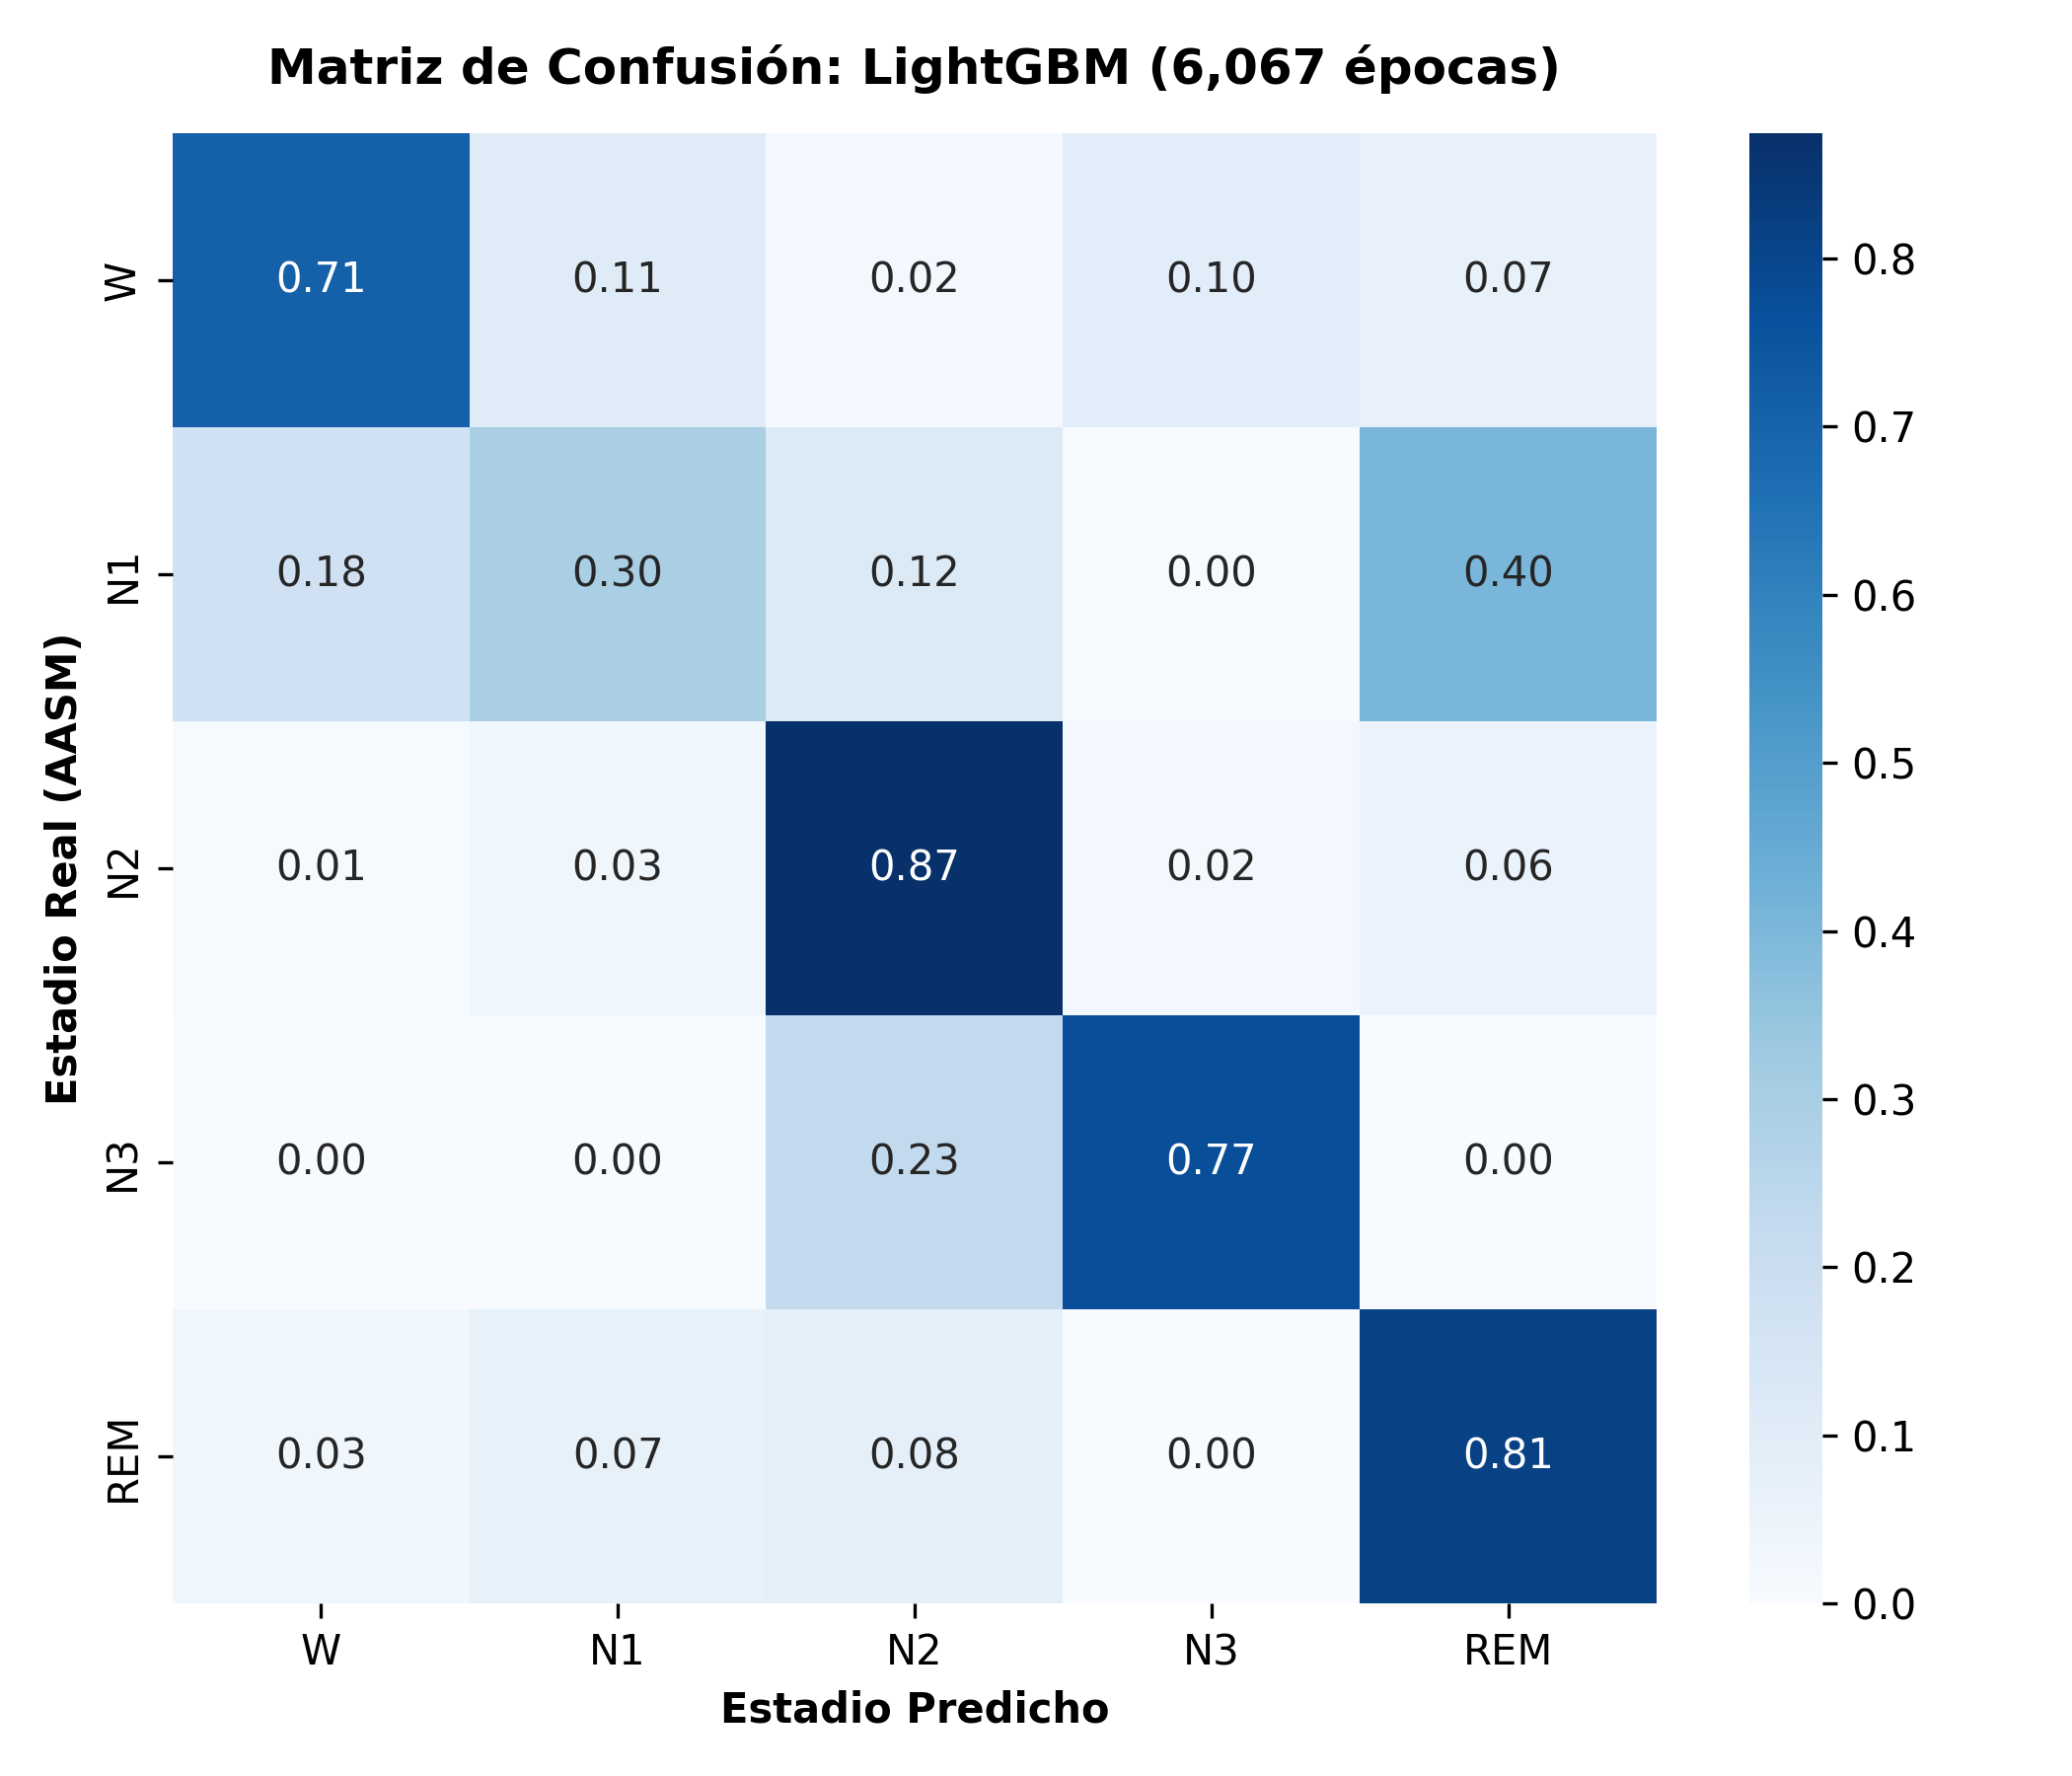 Matriz de Confusión: LightGBM (6,067 épocas)
Estadio Real (AASM)
W 0.71 0.11 0.02 0.10 0.07
N1 0.18 0.30 0.12 0.00 0.40
N2 0.01 0.03 0.87 0.02 0.06
N3 0.00 0.00 0.23 0.77 0.00
REM 0.03 0.07 0.08 0.00 0.81
W N1 N2 N3 REM
Estadio Predicho
0.8
0.7
0.6
0.5
0.4
0.3
0.2
0.1
0.0